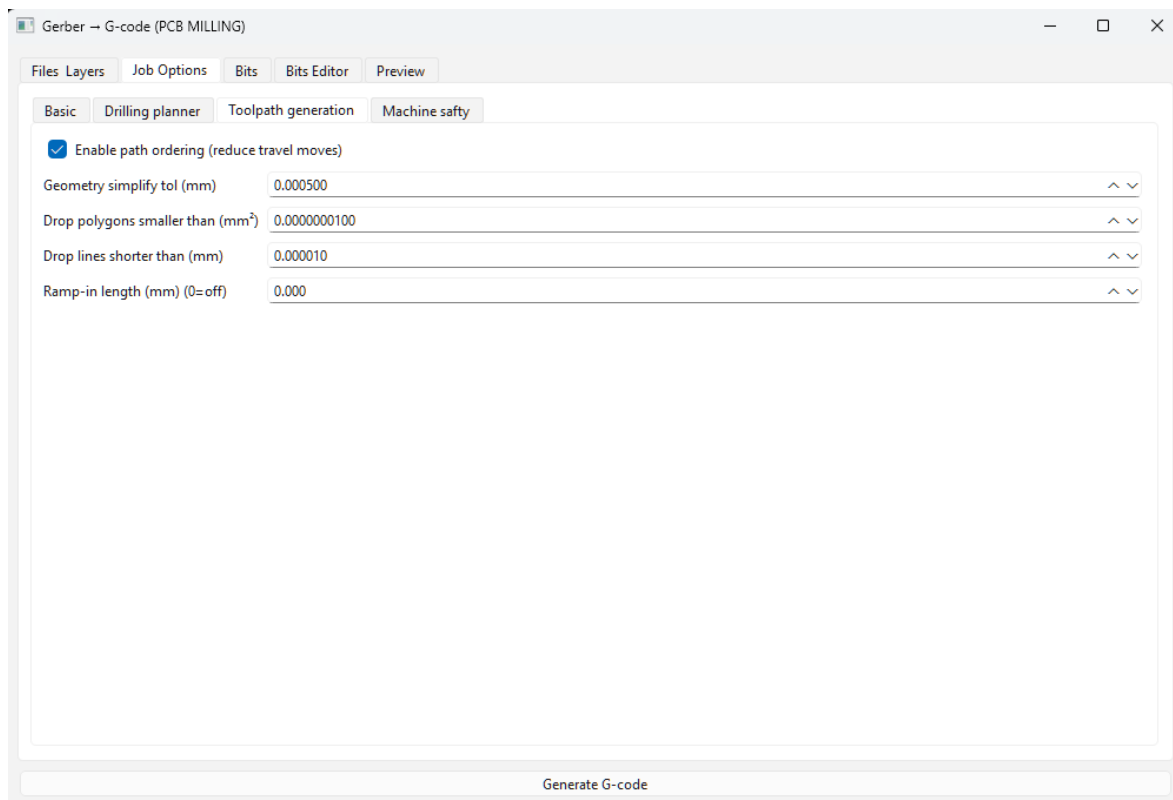 Gerber → G-code (PCB MILLING)
Files Layers Job Options Bits Bits Editor Preview
Basic Drilling planner Toolpath generation Machine safty
Enable path ordering (reduce travel moves)
Geometry simplify tol (mm) 0.000500
Drop polygons smaller than (mm²) 0.0000000100
Drop lines shorter than (mm) 0.000010
Ramp-in length (mm) (0=off) 0.000
Generate G-code